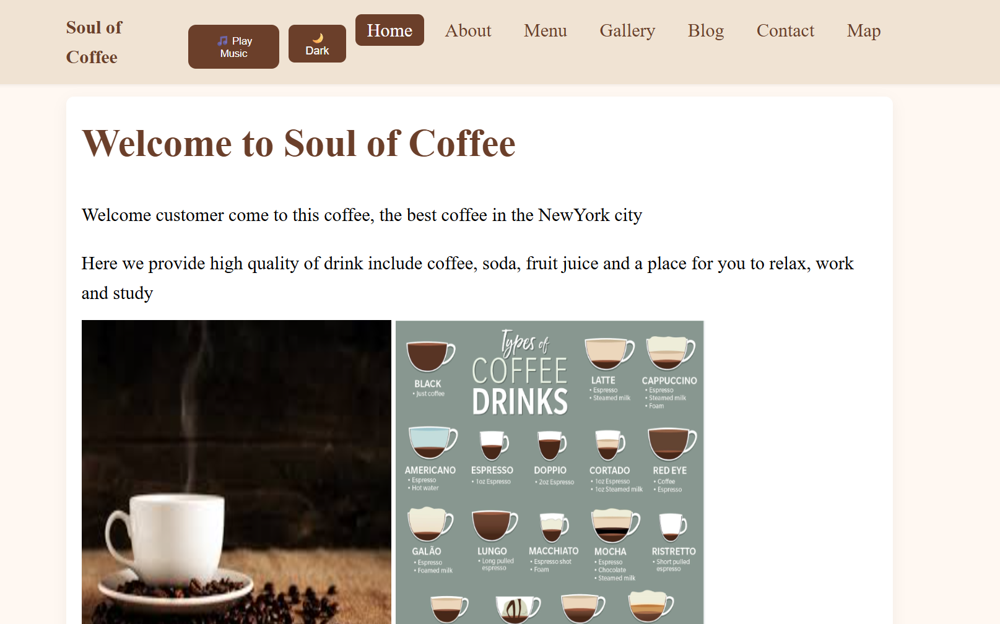 Soul of
Coffee
🎵 Play
Music
🌙
Dark
Home About Menu Gallery Blog Contact Map
Welcome to Soul of Coffee
Welcome customer come to this coffee, the best coffee in the NewYork city
Here we provide high quality of drink include coffee, soda, fruit juice and a place for you to relax, work
and study
Types of
COFFEE
DRINKS
BLACK
• Just coffee
LATTE
• Espresso
• Steamed milk
CAPPUCCINO
• Espresso
• Steamed milk
• Foam
AMERICANO
• Espresso
• Hot water
ESPRESSO
• 1oz Espresso
DOPPIO
• 2oz Espresso
CORTADO
• 1oz Espresso
• 1oz Steamed milk
RED EYE
• Coffee
• Espresso
GALÃO
• Espresso
• Foamed milk
LUNGO
• Long pulled
espresso
MACCHIATO
• Espresso shot
• Foam
MOCHA
• Espresso
• Chocolate
• Steamed milk
RISTRETTO
• Short pulled
espresso